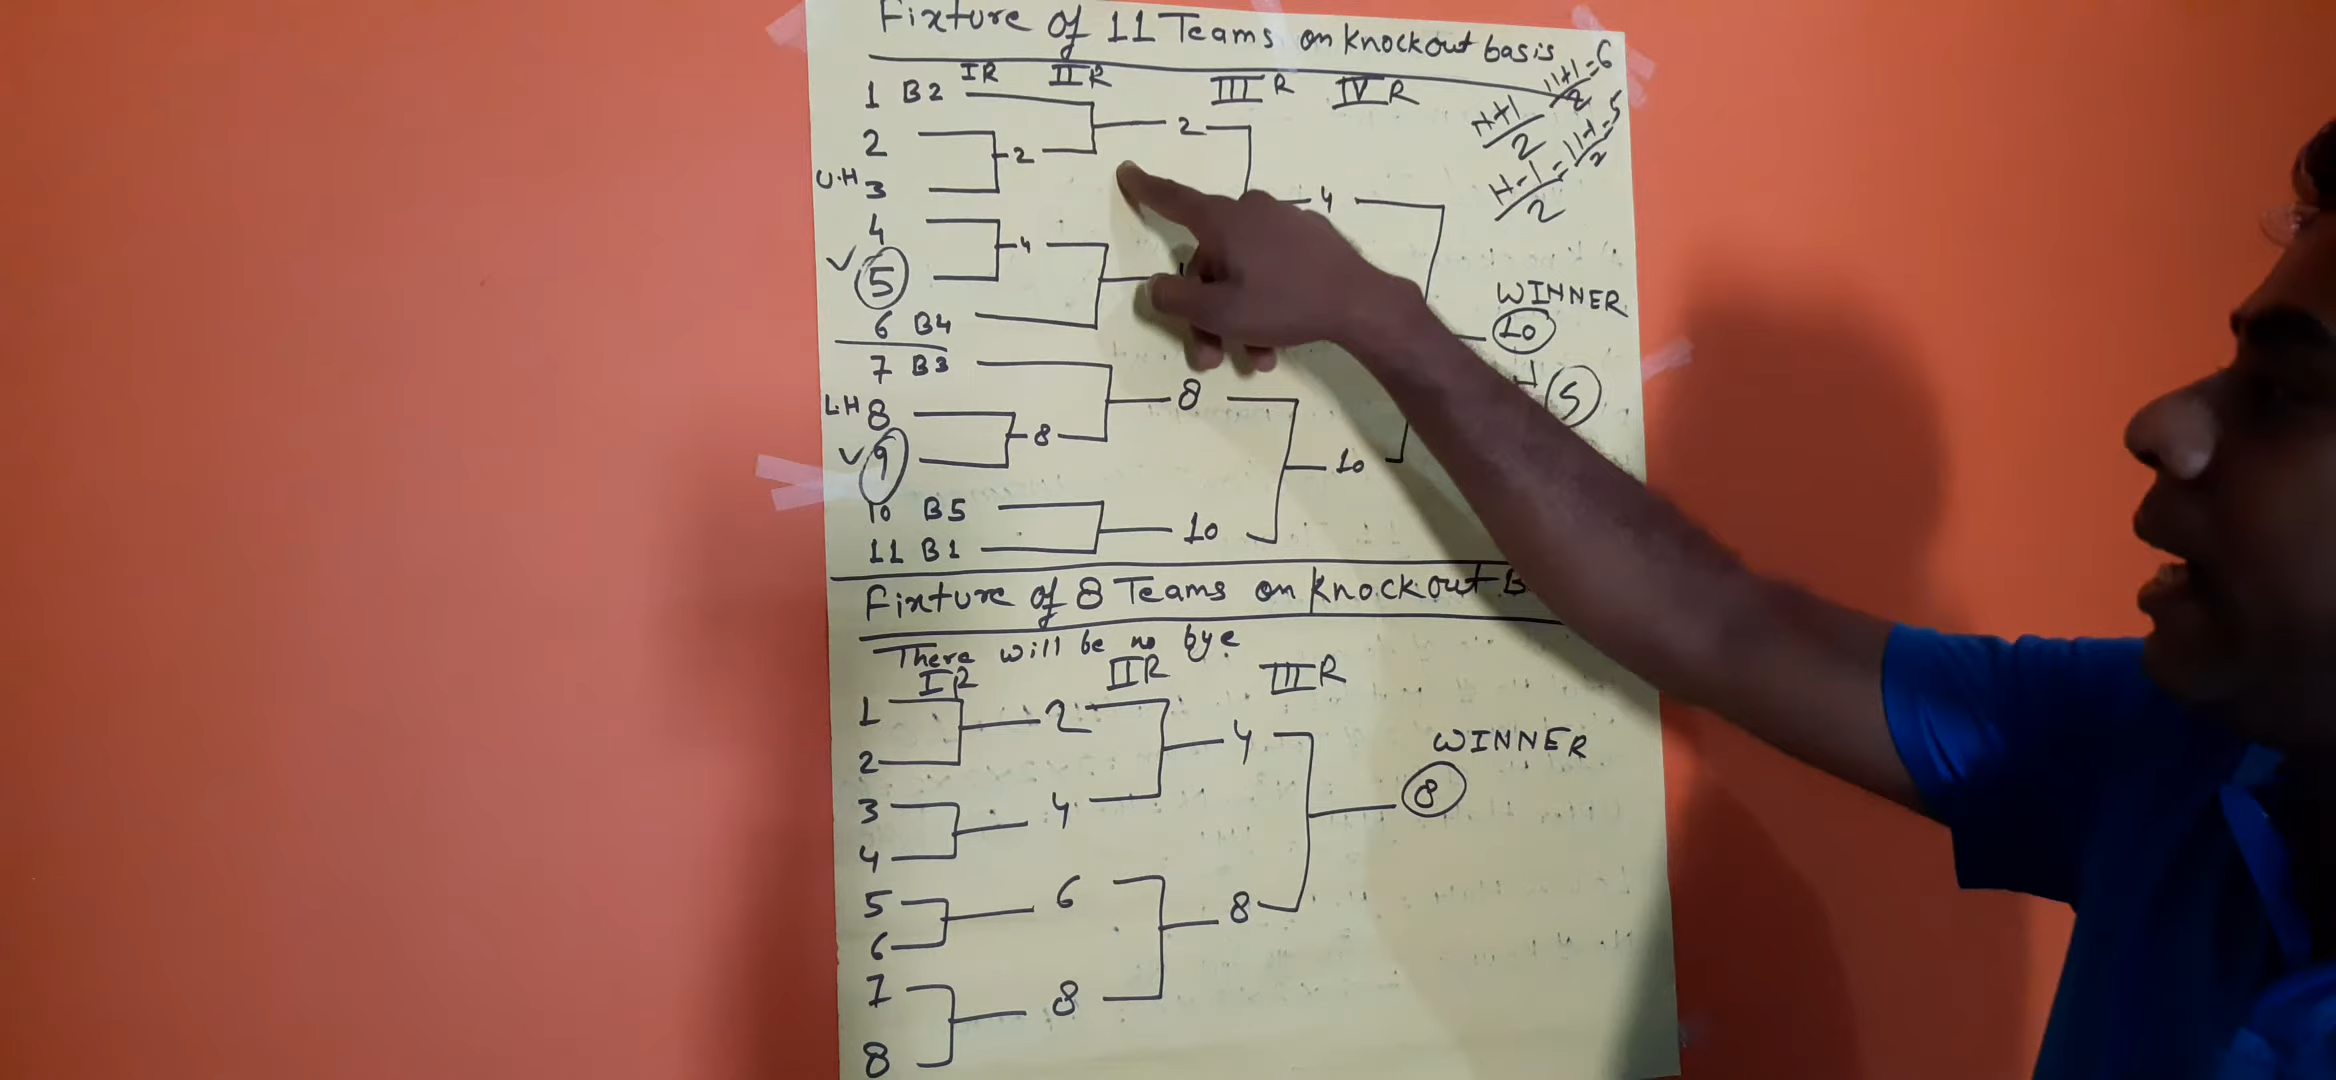 Fixture of 11 Teams on Knockout basis
IR IIR IIIR IVR
N+1/2 11+1/2=6
N-1/2=11-1/2=5
1 B2
2
2
2
U.H 3
4
4
4
V 5
6 B4
7 B3
8
L.H 8
8
V 9
10
10 B5
10
11 B1
WINNER
10
5
Fixture of 8 Teams on Knockout B
There will be no bye
IR IIR IIIR
1
2
2
4
3
4
4
WINNER
8
5
6
6
8
7
8
8